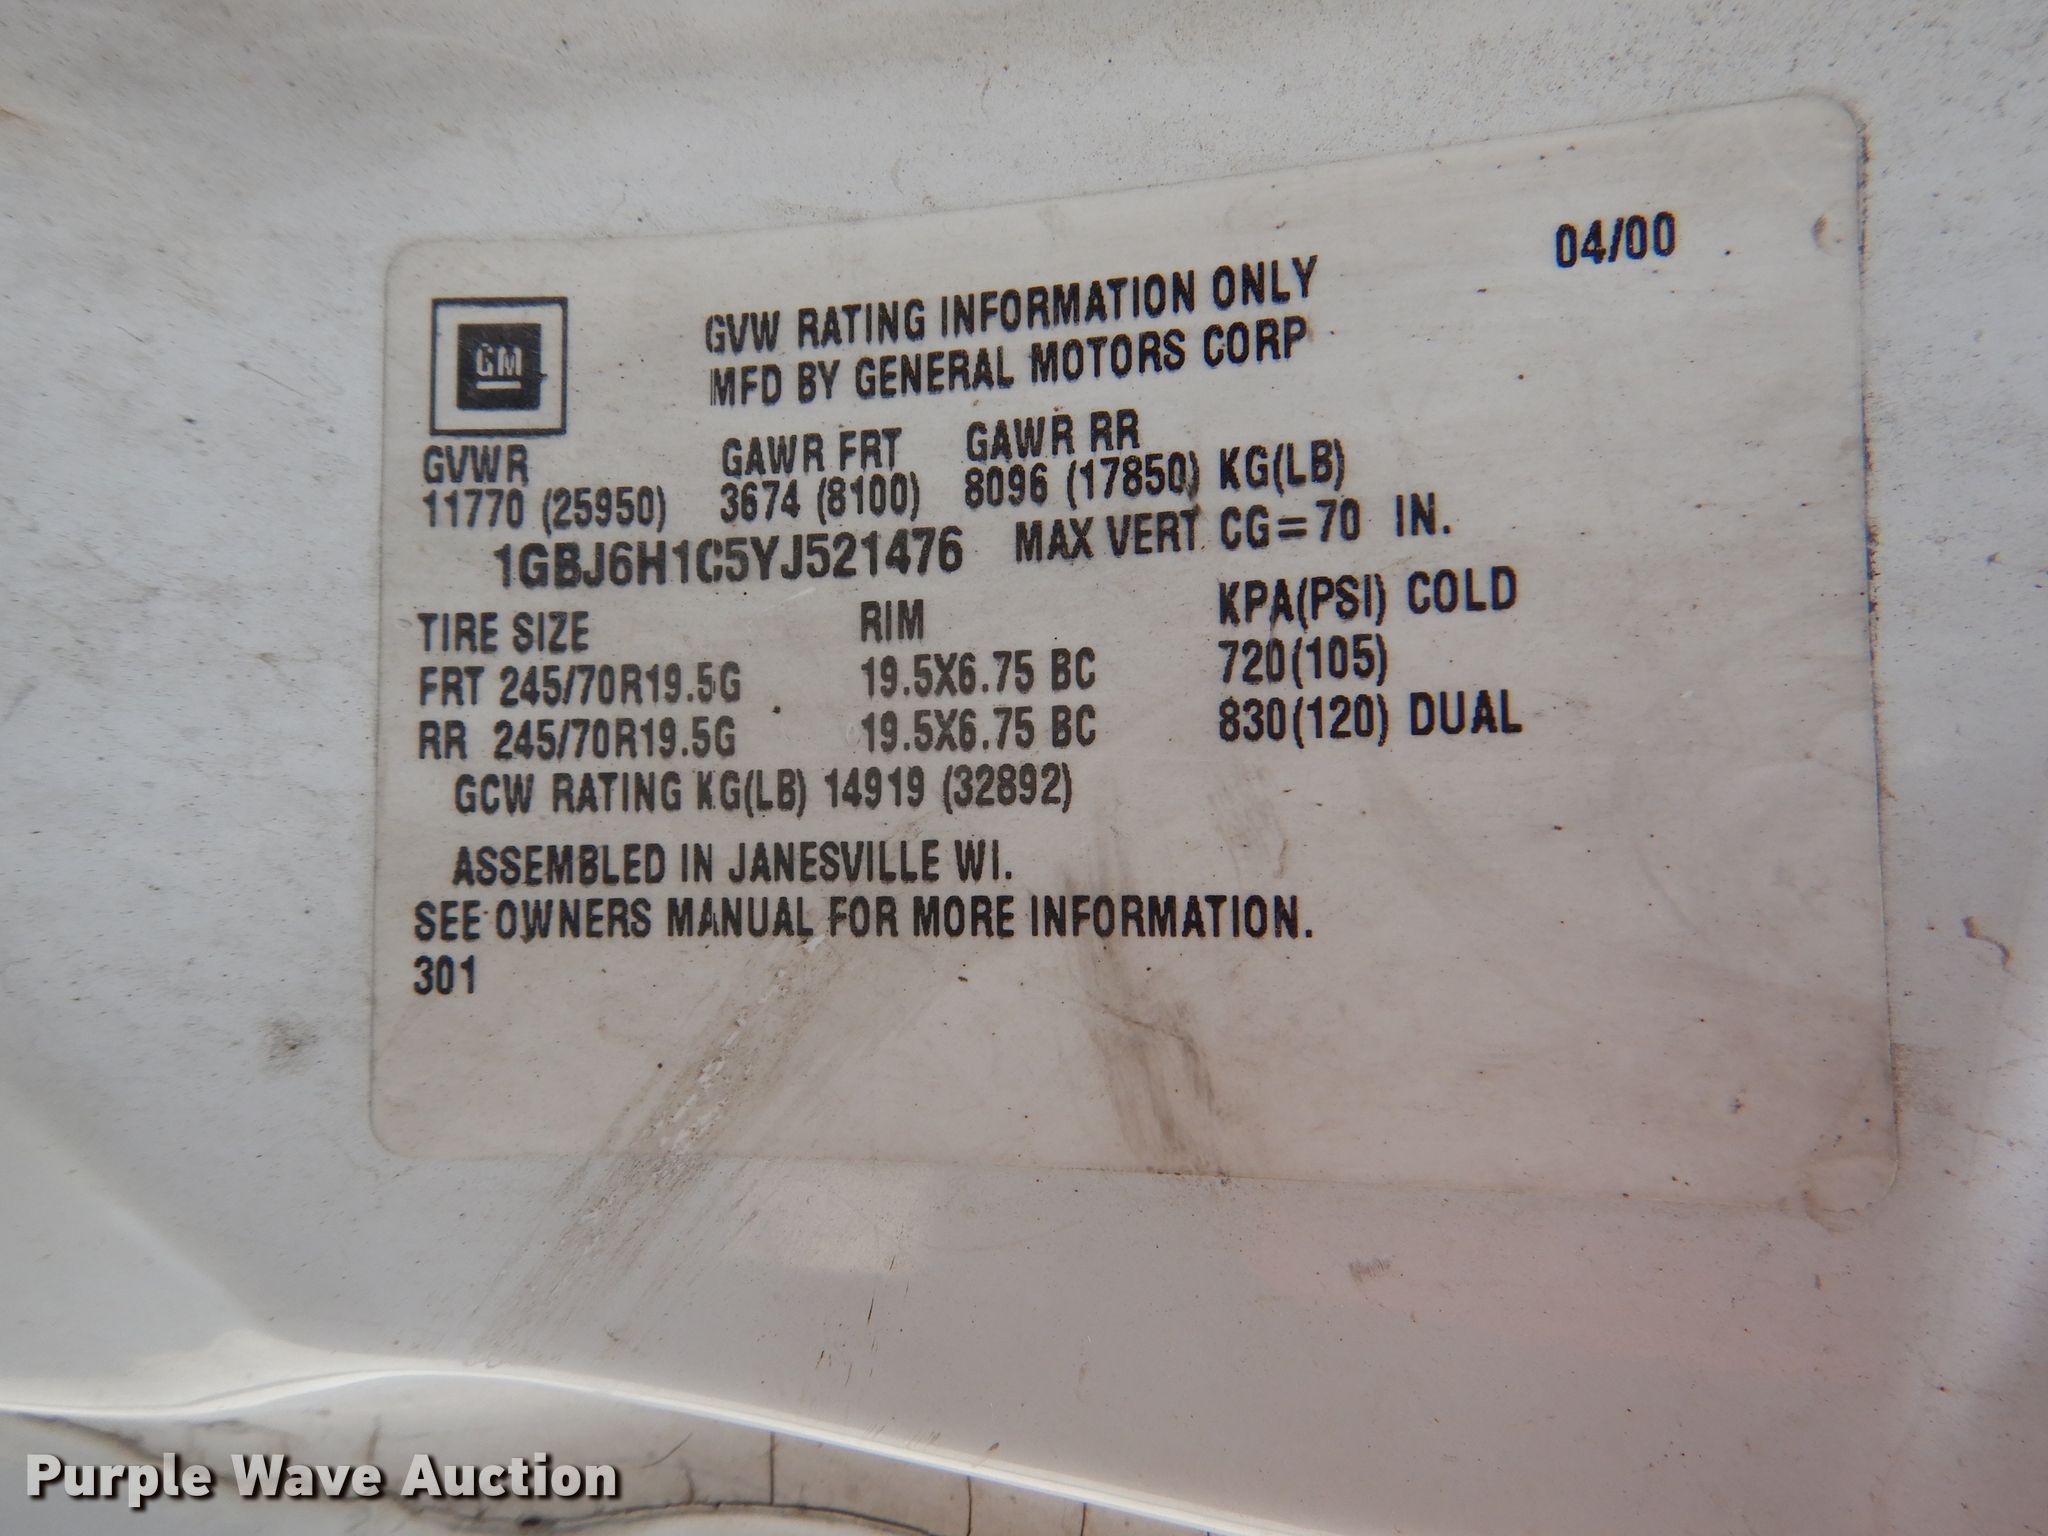 04/00
GM
GVW RATING INFORMATION ONLY
MFD BY GENERAL MOTORS CORP
GVWR GAWR FRT GAWR RR
11770 (25950) 3674 (8100) 8096 (17850) KG(LB)
1GBJ6H1C5YJ521476 MAX VERT CG=70 IN.
TIRE SIZE RIM KPA(PSI) COLD
FRT 245/70R19.5G 19.5X6.75 BC 720(105)
RR 245/70R19.5G 19.5X6.75 BC 830(120) DUAL
GCW RATING KG(LB) 14919 (32892)
ASSEMBLED IN JANESVILLE WI.
SEE OWNERS MANUAL FOR MORE INFORMATION.
301
Purple Wave Auction